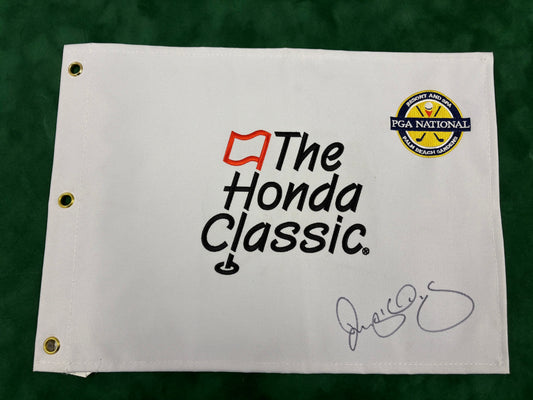 RESORT AND SPA
PGA NATIONAL
PALM BEACH GARDENS
The
Honda
Classic®